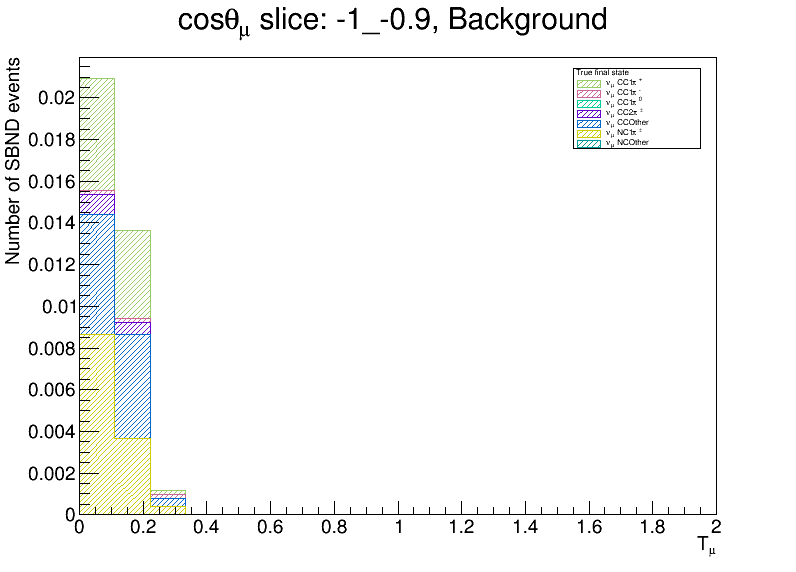 cosθμ slice: -1_-0.9, Background
Number of SBND events
0.02
0.018
0.016
0.014
0.012
0.01
0.008
0.006
0.004
0.002
0
0 0.2 0.4 0.6 0.8 1 1.2 1.4 1.6 1.8 2
Tμ
True final state
νμ CC1π+
νμ CC1π-
νμ CC1π0
νμ CC2π±
νμ CCOther
νμ NC1π±
νμ NCOther